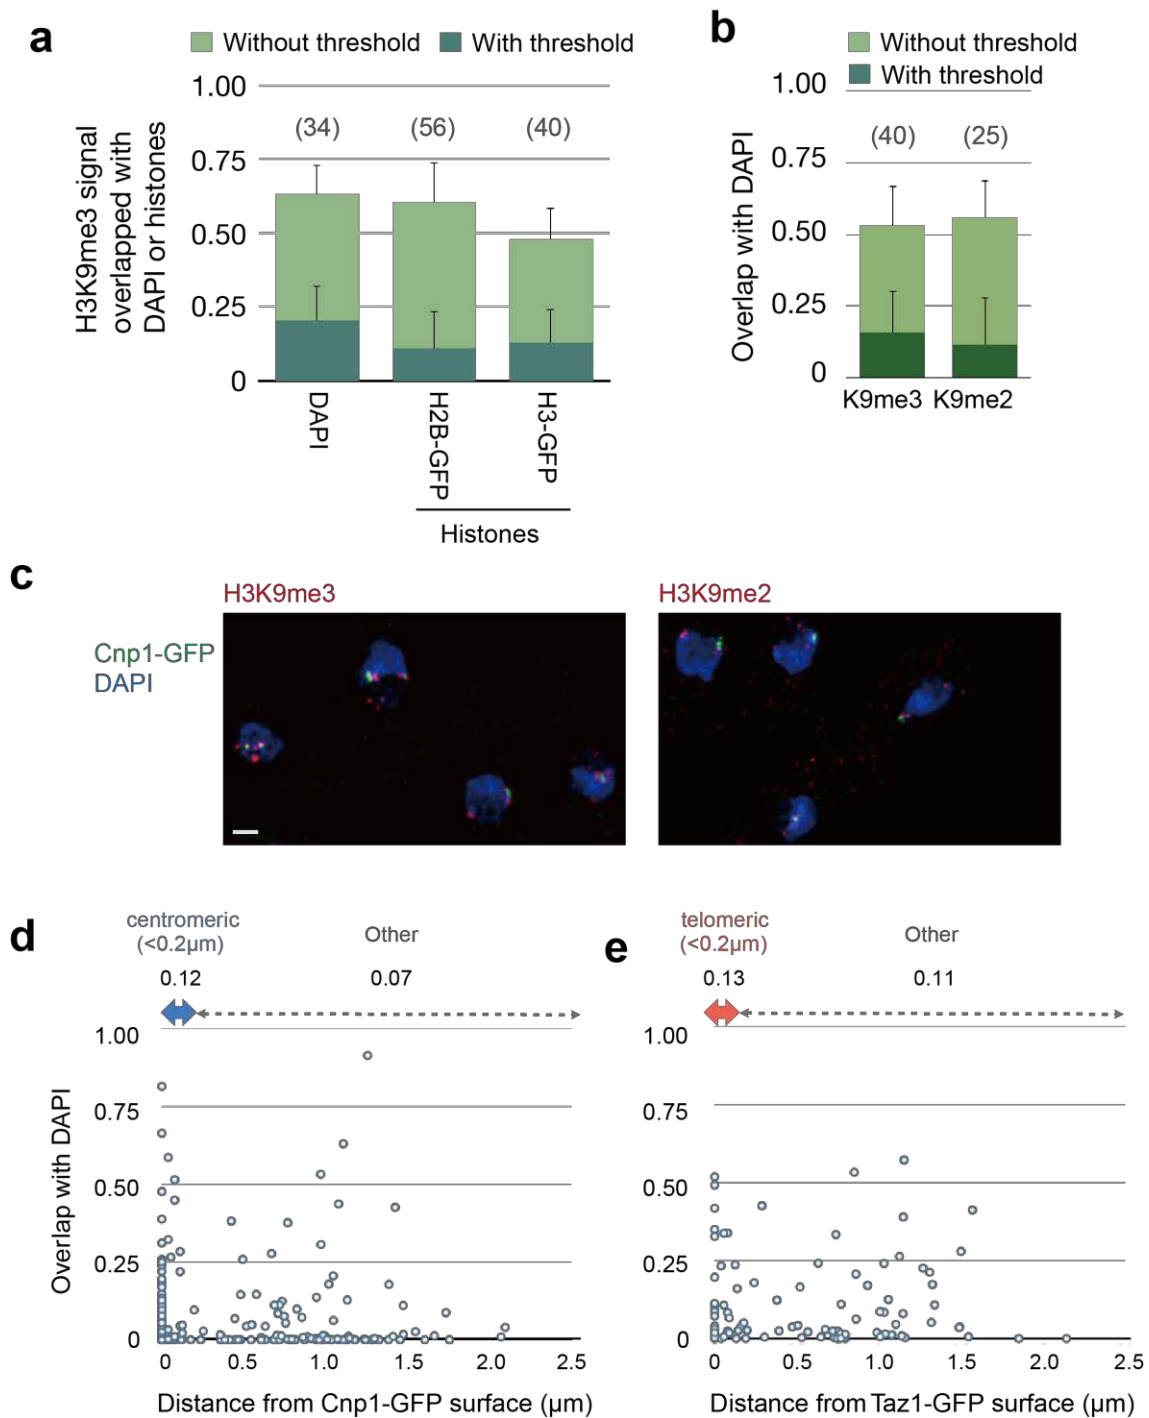 a
Without threshold
With threshold
H3K9me3 signal
overlapped with
DAPI or histones
1.00
0.75
0.50
0.25
0
(34)
(56)
(40)
DAPI
H2B-GFP
H3-GFP
Histones
b
Without threshold
With threshold
Overlap with DAPI
1.00
0.75
0.50
0.25
0
(40)
(25)
K9me3
K9me2
c
H3K9me3
H3K9me2
Cnp1-GFP
DAPI
d
centromeric
(<0.2µm)
Other
0.12
0.07
Overlap with DAPI
1.00
0.75
0.50
0.25
0
0
0.5
1.0
1.5
2.0
2.5
Distance from Cnp1-GFP surface (µm)
e
telomeric
(<0.2µm)
Other
0.13
0.11
1.00
0.75
0.50
0.25
0
0
0.5
1.0
1.5
2.0
2.5
Distance from Taz1-GFP surface (µm)